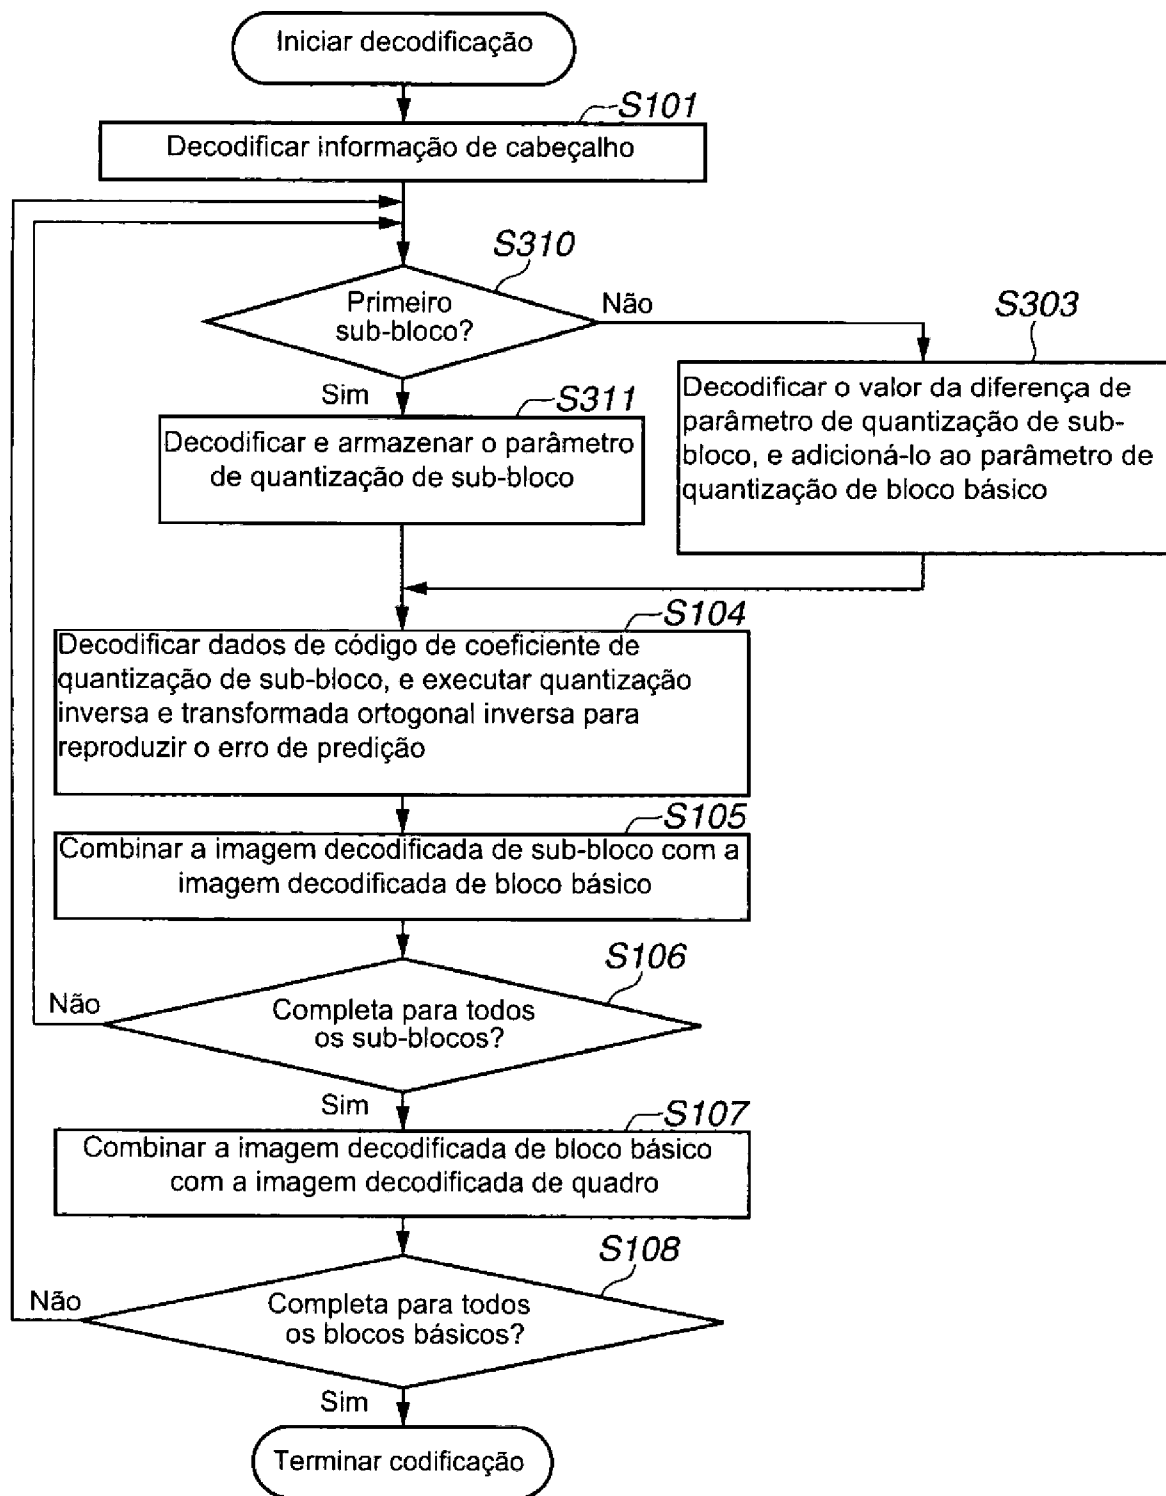 Iniciar decodificação
S101
Decodificar informação de cabeçalho
S310
Primeiro
sub-bloco?
Não
S303
Decodificar o valor da diferença de
parâmetro de quantização de sub-
bloco, e adicioná-lo ao parâmetro de
quantização de bloco básico
Sim
S311
Decodificar e armazenar o parâmetro
de quantização de sub-bloco
S104
Decodificar dados de código de coeficiente de
quantização de sub-bloco, e executar quantização
inversa e transformada ortogonal inversa para
reproduzir o erro de predição
S105
Combinar a imagem decodificada de sub-bloco com a
imagem decodificada de bloco básico
S106
Não
Completa para todos
os sub-blocos?
Sim
S107
Combinar a imagem decodificada de bloco básico
com a imagem decodificada de quadro
S108
Não
Completa para todos
os blocos básicos?
Sim
Terminar codificação